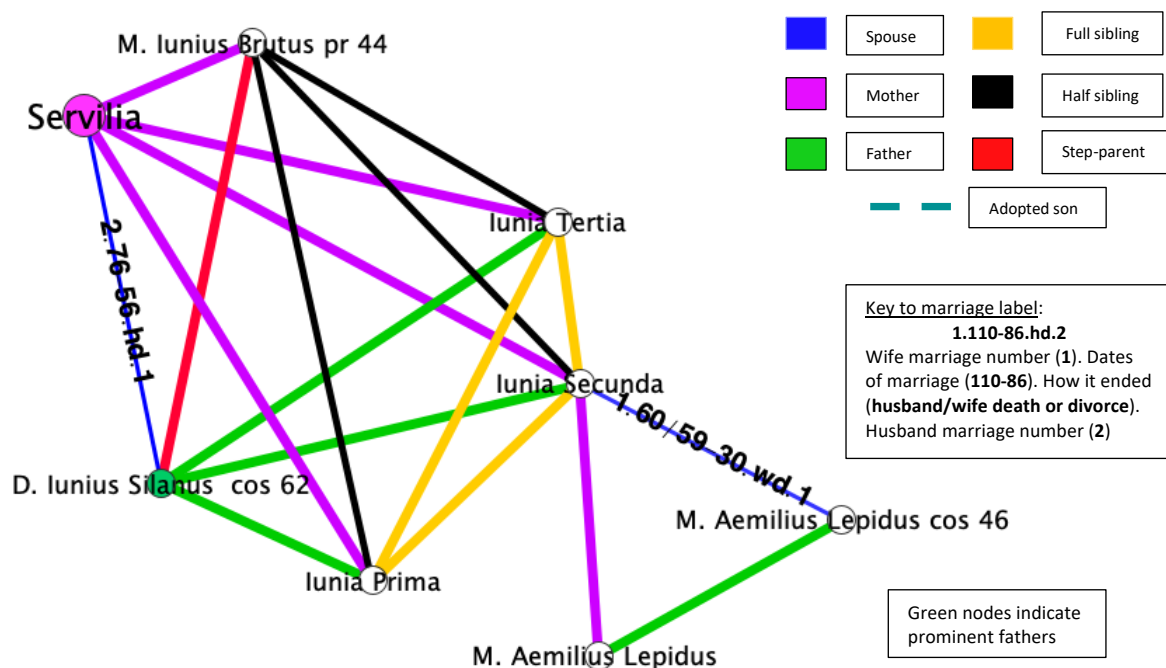 M. Iunius Brutus pr 44
Servilia
Iunia Tertia
2.76-56.hd.1
Iunia Secunda
1.60/59-30.wd.1
D. Iunius Silanus cos 62
M. Aemilius Lepidus cos 46
Iunia Prima
M. Aemilius Lepidus
Spouse
Full sibling
Mother
Half sibling
Father
Step-parent
Adopted son
Key to marriage label:
1.110-86.hd.2
Wife marriage number (1). Dates
of marriage (110-86). How it ended
(husband/wife death or divorce).
Husband marriage number (2)
Green nodes indicate
prominent fathers